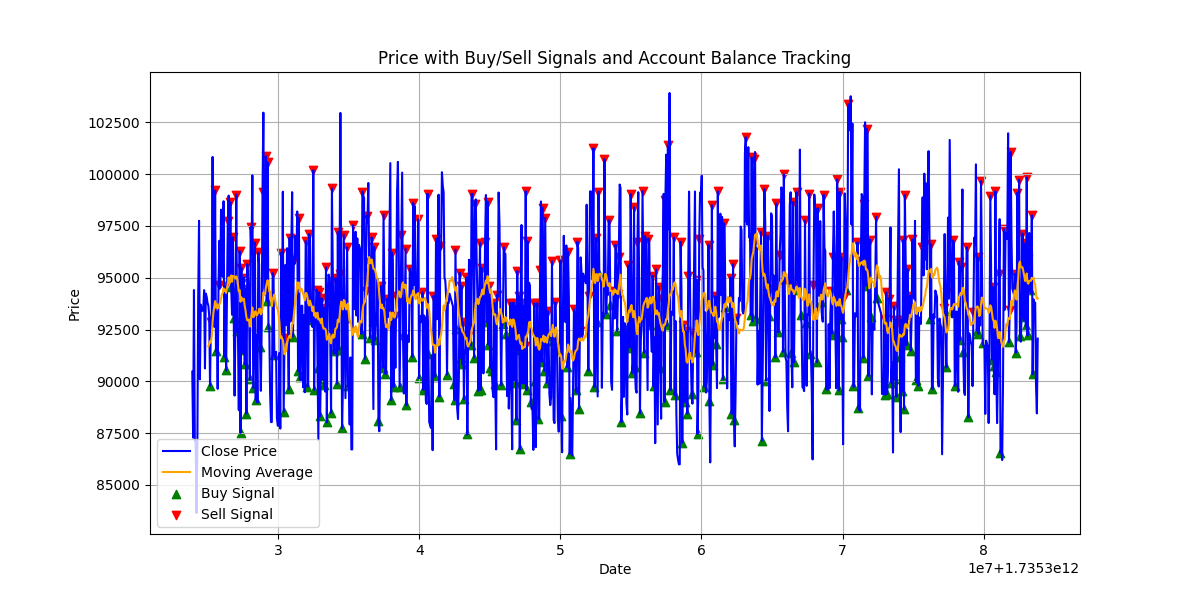 Price with Buy/Sell Signals and Account Balance Tracking
Price
102500
100000
97500
95000
92500
90000
87500
85000
Close Price
Moving Average
Buy Signal
Sell Signal
3 4 5 6 7 8
Date
1e7+1.7353e12